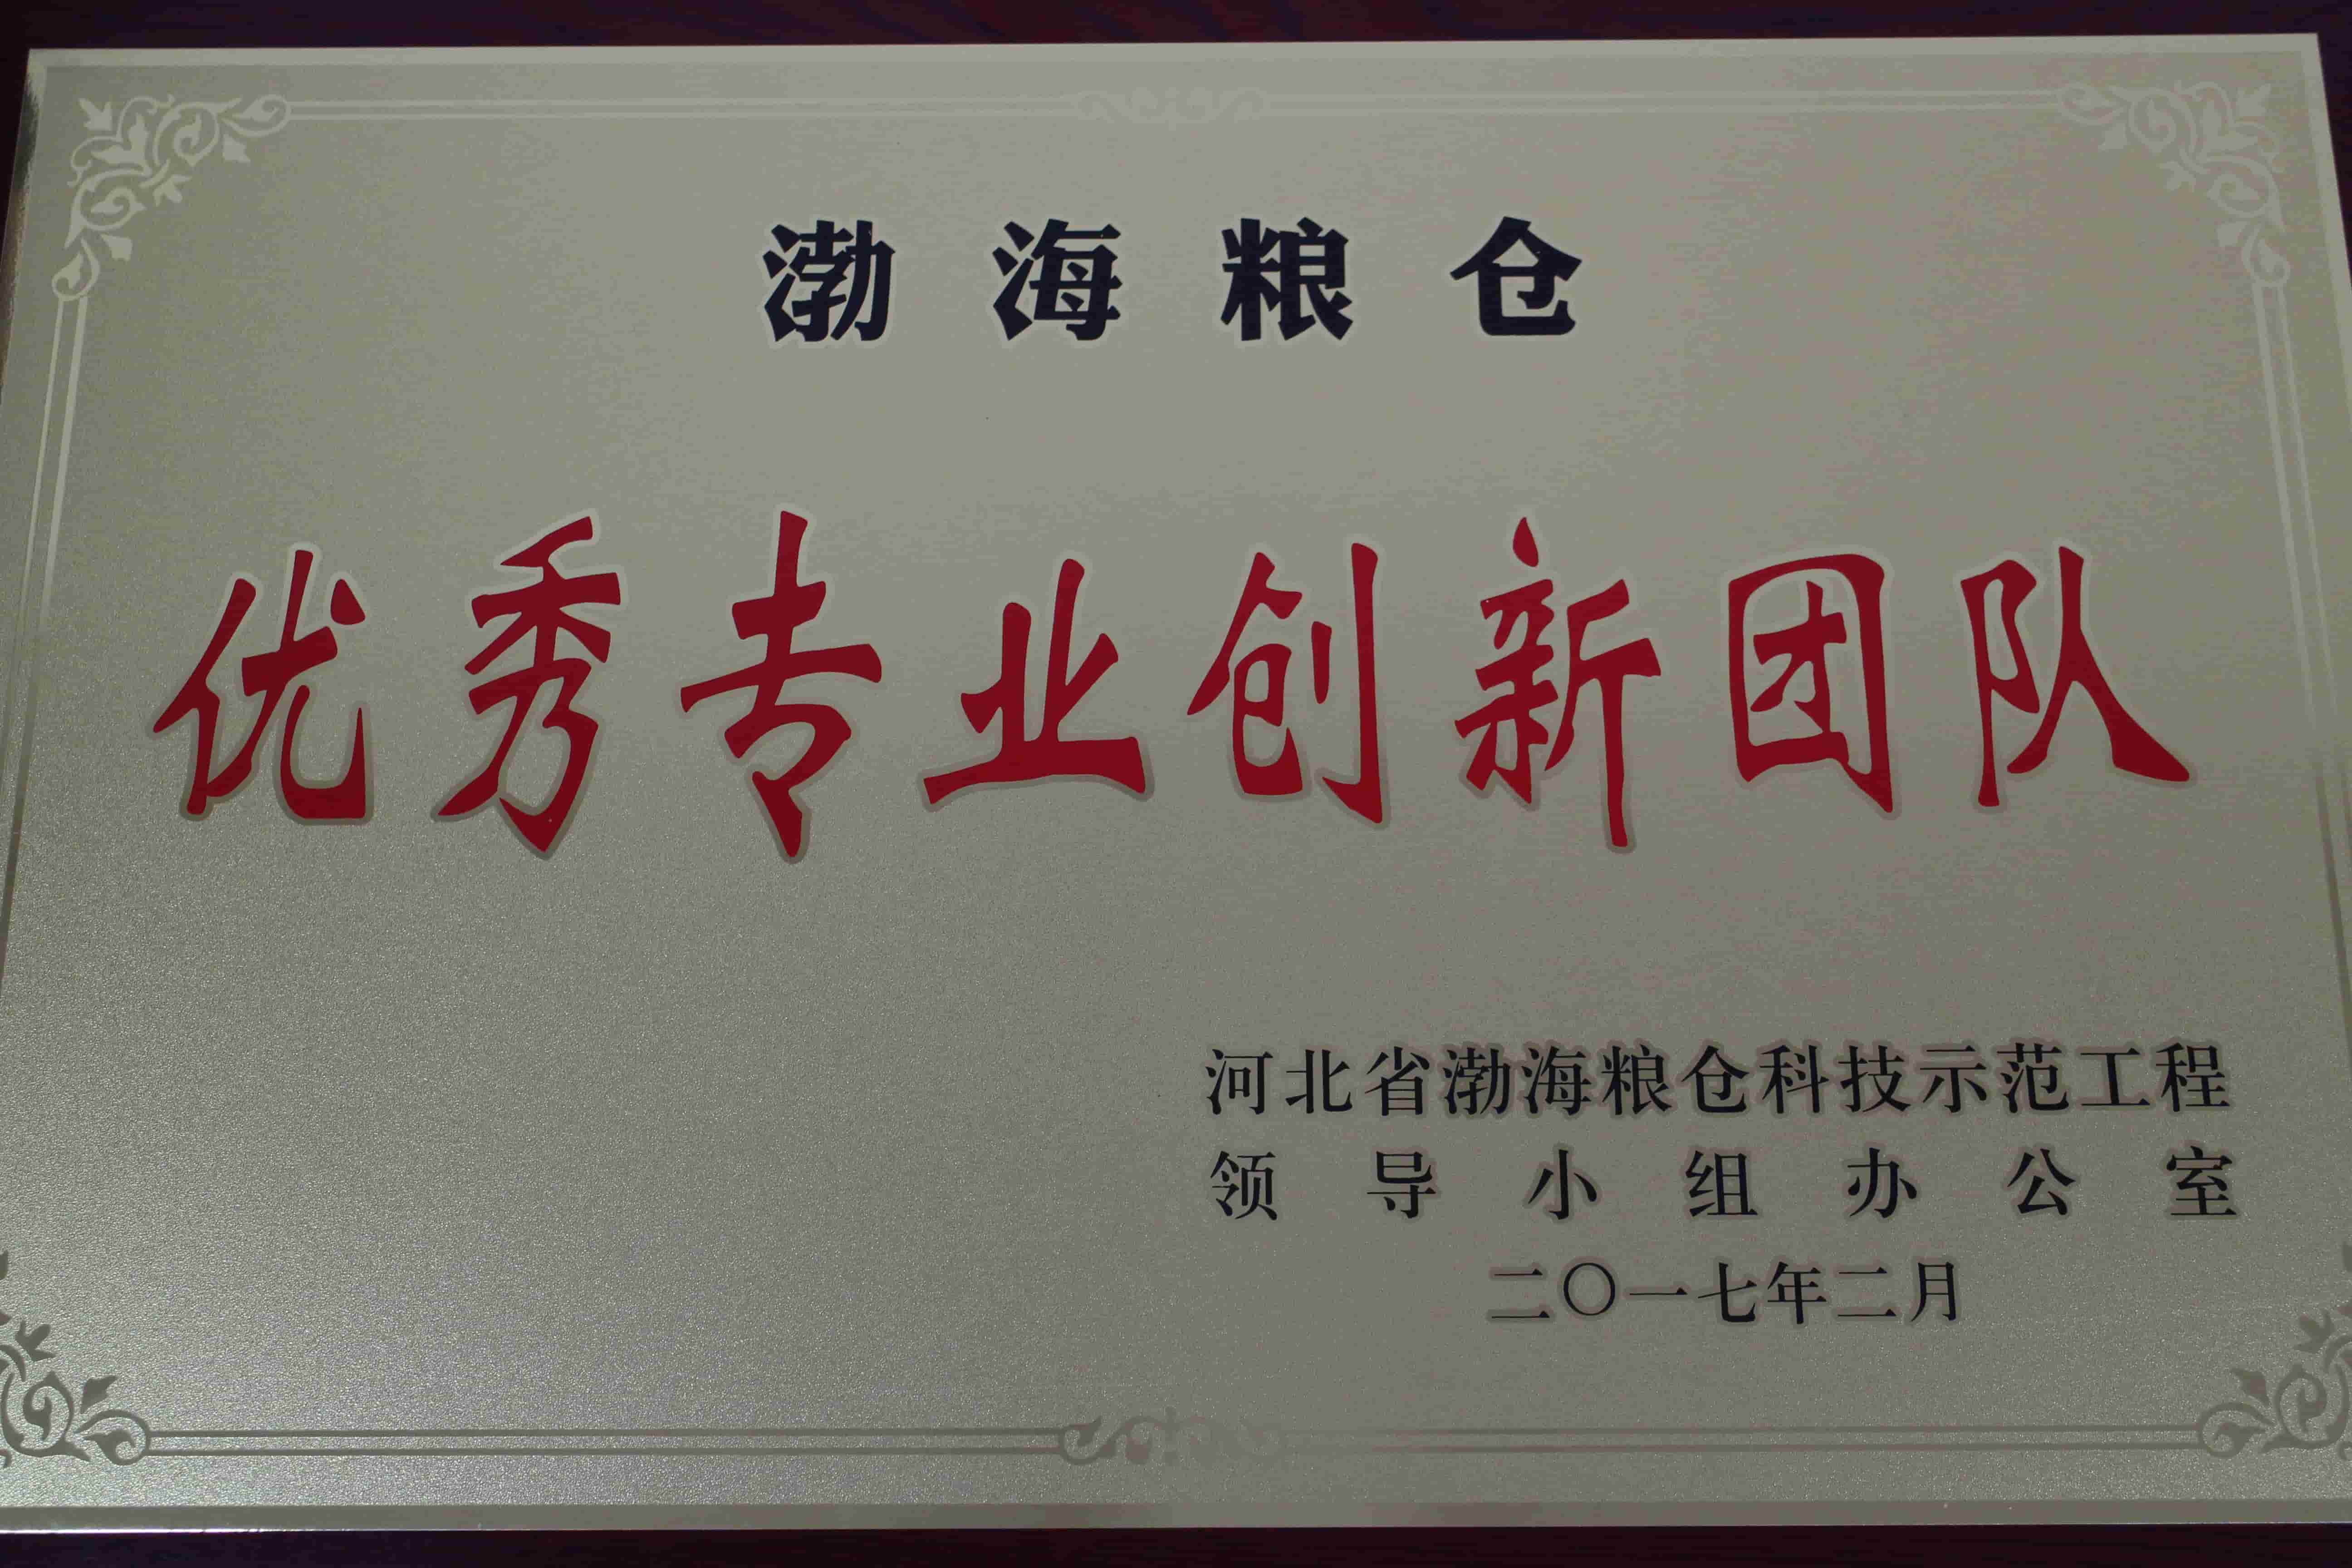 渤海粮仓
优秀专业创新团队
河北省渤海粮仓科技示范工程
领导小组办公室
二〇一七年二月